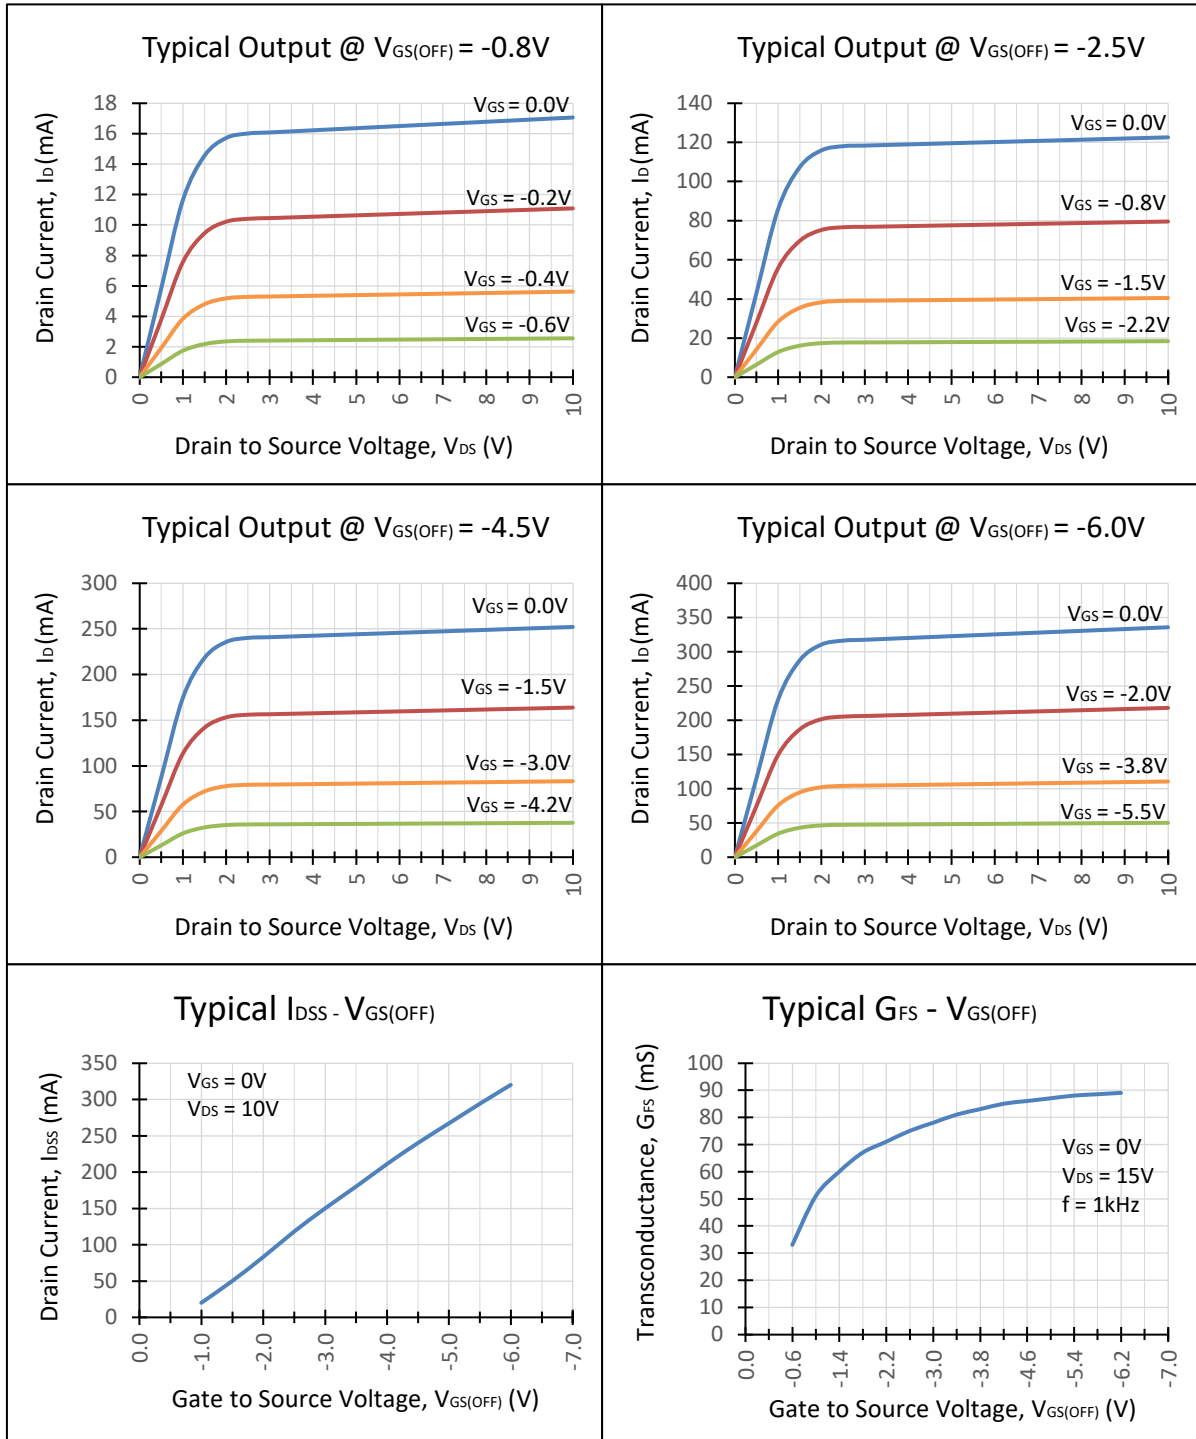 Typical Output @ VGS(OFF) = -0.8V
Drain Current, ID (mA)
18
16
14
12
10
8
6
4
2
0
VGS = 0.0V
VGS = -0.2V
VGS = -0.4V
VGS = -0.6V
0 1 2 3 4 5 6 7 8 9 10
Drain to Source Voltage, VDS (V)
Typical Output @ VGS(OFF) = -2.5V
Drain Current, ID (mA)
140
120
100
80
60
40
20
0
VGS = 0.0V
VGS = -0.8V
VGS = -1.5V
VGS = -2.2V
0 1 2 3 4 5 6 7 8 9 10
Drain to Source Voltage, VDS (V)
Typical Output @ VGS(OFF) = -4.5V
Drain Current, ID (mA)
300
250
200
150
100
50
0
VGS = 0.0V
VGS = -1.5V
VGS = -3.0V
VGS = -4.2V
0 1 2 3 4 5 6 7 8 9 10
Drain to Source Voltage, VDS (V)
Typical Output @ VGS(OFF) = -6.0V
Drain Current, ID (mA)
400
350
300
250
200
150
100
50
0
VGS = 0.0V
VGS = -2.0V
VGS = -3.8V
VGS = -5.5V
0 1 2 3 4 5 6 7 8 9 10
Drain to Source Voltage, VDS (V)
Typical IDSS - VGS(OFF)
Drain Current, IDSS (mA)
350
300
250
200
150
100
50
0
VGS = 0V
VDS = 10V
0.0 -1.0 -2.0 -3.0 -4.0 -5.0 -6.0 -7.0
Gate to Source Voltage, VGS(OFF) (V)
Typical GFS - VGS(OFF)
Transconductance, GFS (mS)
100
90
80
70
60
50
40
30
20
10
0
VGS = 0V
VDS = 15V
f = 1kHz
0.0 -0.6 -1.4 -2.2 -3.0 -3.8 -4.6 -5.4 -6.2 -7.0
Gate to Source Voltage, VGS(OFF) (V)